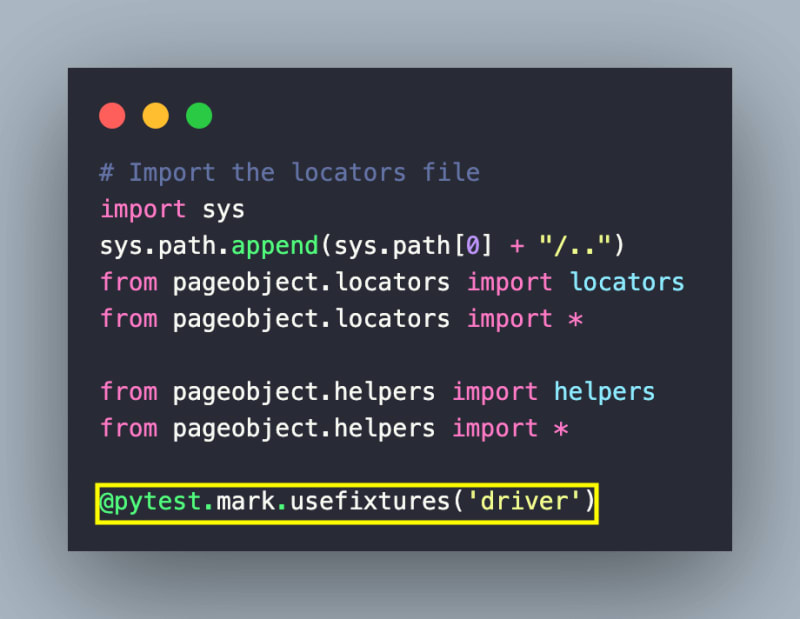 # Import the locators file
import sys
sys.path.append(sys.path[0] + "/..")
from pageobject.locators import locators
from pageobject.locators import *
from pageobject.helpers import helpers
from pageobject.helpers import *
@pytest.mark.usefixtures('driver')